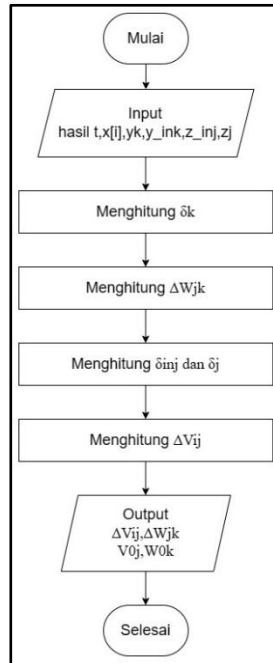 Mulai
Input
hasil t,x[i],yk,y_ink,z_inj,zj
Menghitung δk
Menghitung ΔWjk
Menghitung δinj dan δj
Menghitung ΔVij
Output
ΔVij,ΔWjk
V0j,W0k
Selesai